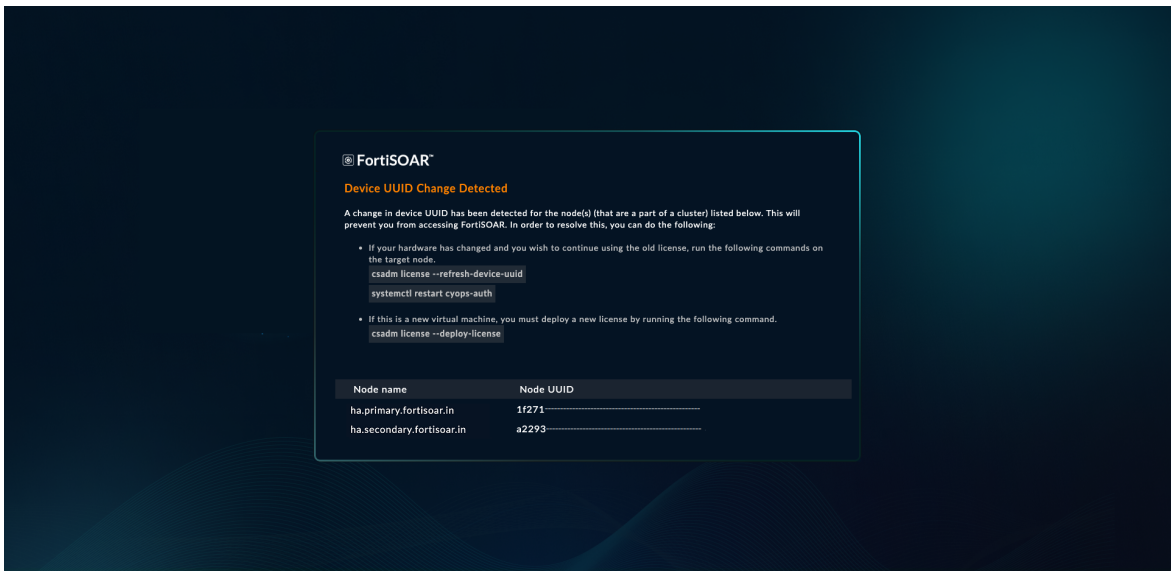 FortiSOAR™
Device UUID Change Detected
A change in device UUID has been detected for the node(s) (that are a part of a cluster) listed below. This will
prevent you from accessing FortiSOAR. In order to resolve this, you can do the following:
• If your hardware has changed and you wish to continue using the old license, run the following commands on
the target node.
csadm license --refresh-device-uuid
systemctl restart cyops-auth
• If this is a new virtual machine, you must deploy a new license by running the following command.
csadm license --deploy-license
Node name Node UUID
ha.primary.fortisoar.in 1f271--------------------------------------------------
ha.secondary.fortisoar.in a2293--------------------------------------------------